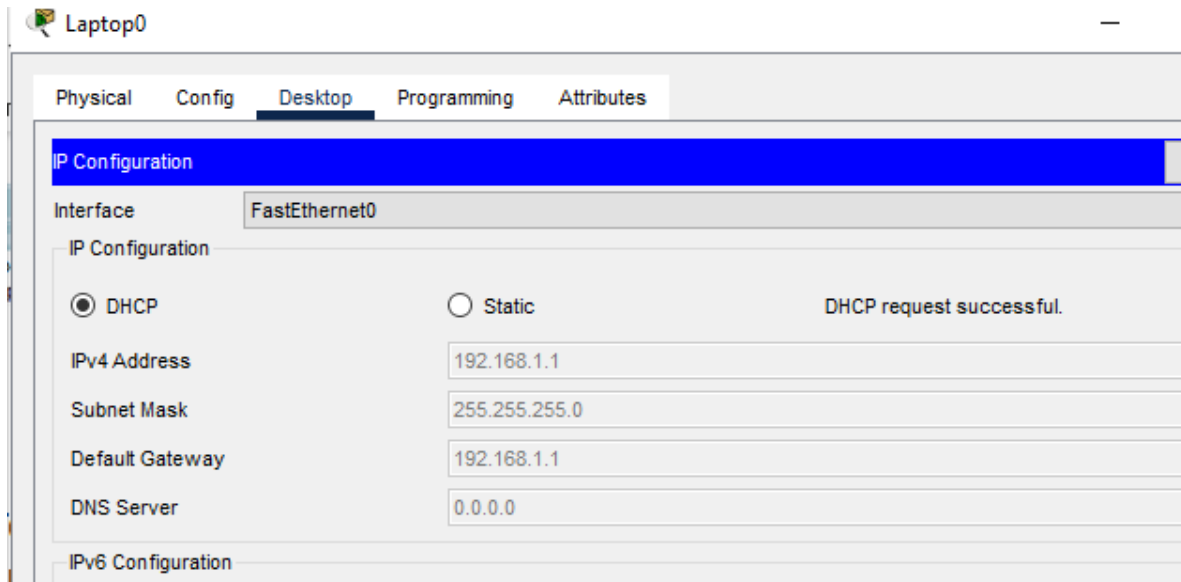 Laptop0
Physical Config Desktop Programming Attributes
IP Configuration
Interface FastEthernet0
IP Configuration
DHCP Static DHCP request successful.
IPv4 Address 192.168.1.1
Subnet Mask 255.255.255.0
Default Gateway 192.168.1.1
DNS Server 0.0.0.0
IPv6 Configuration